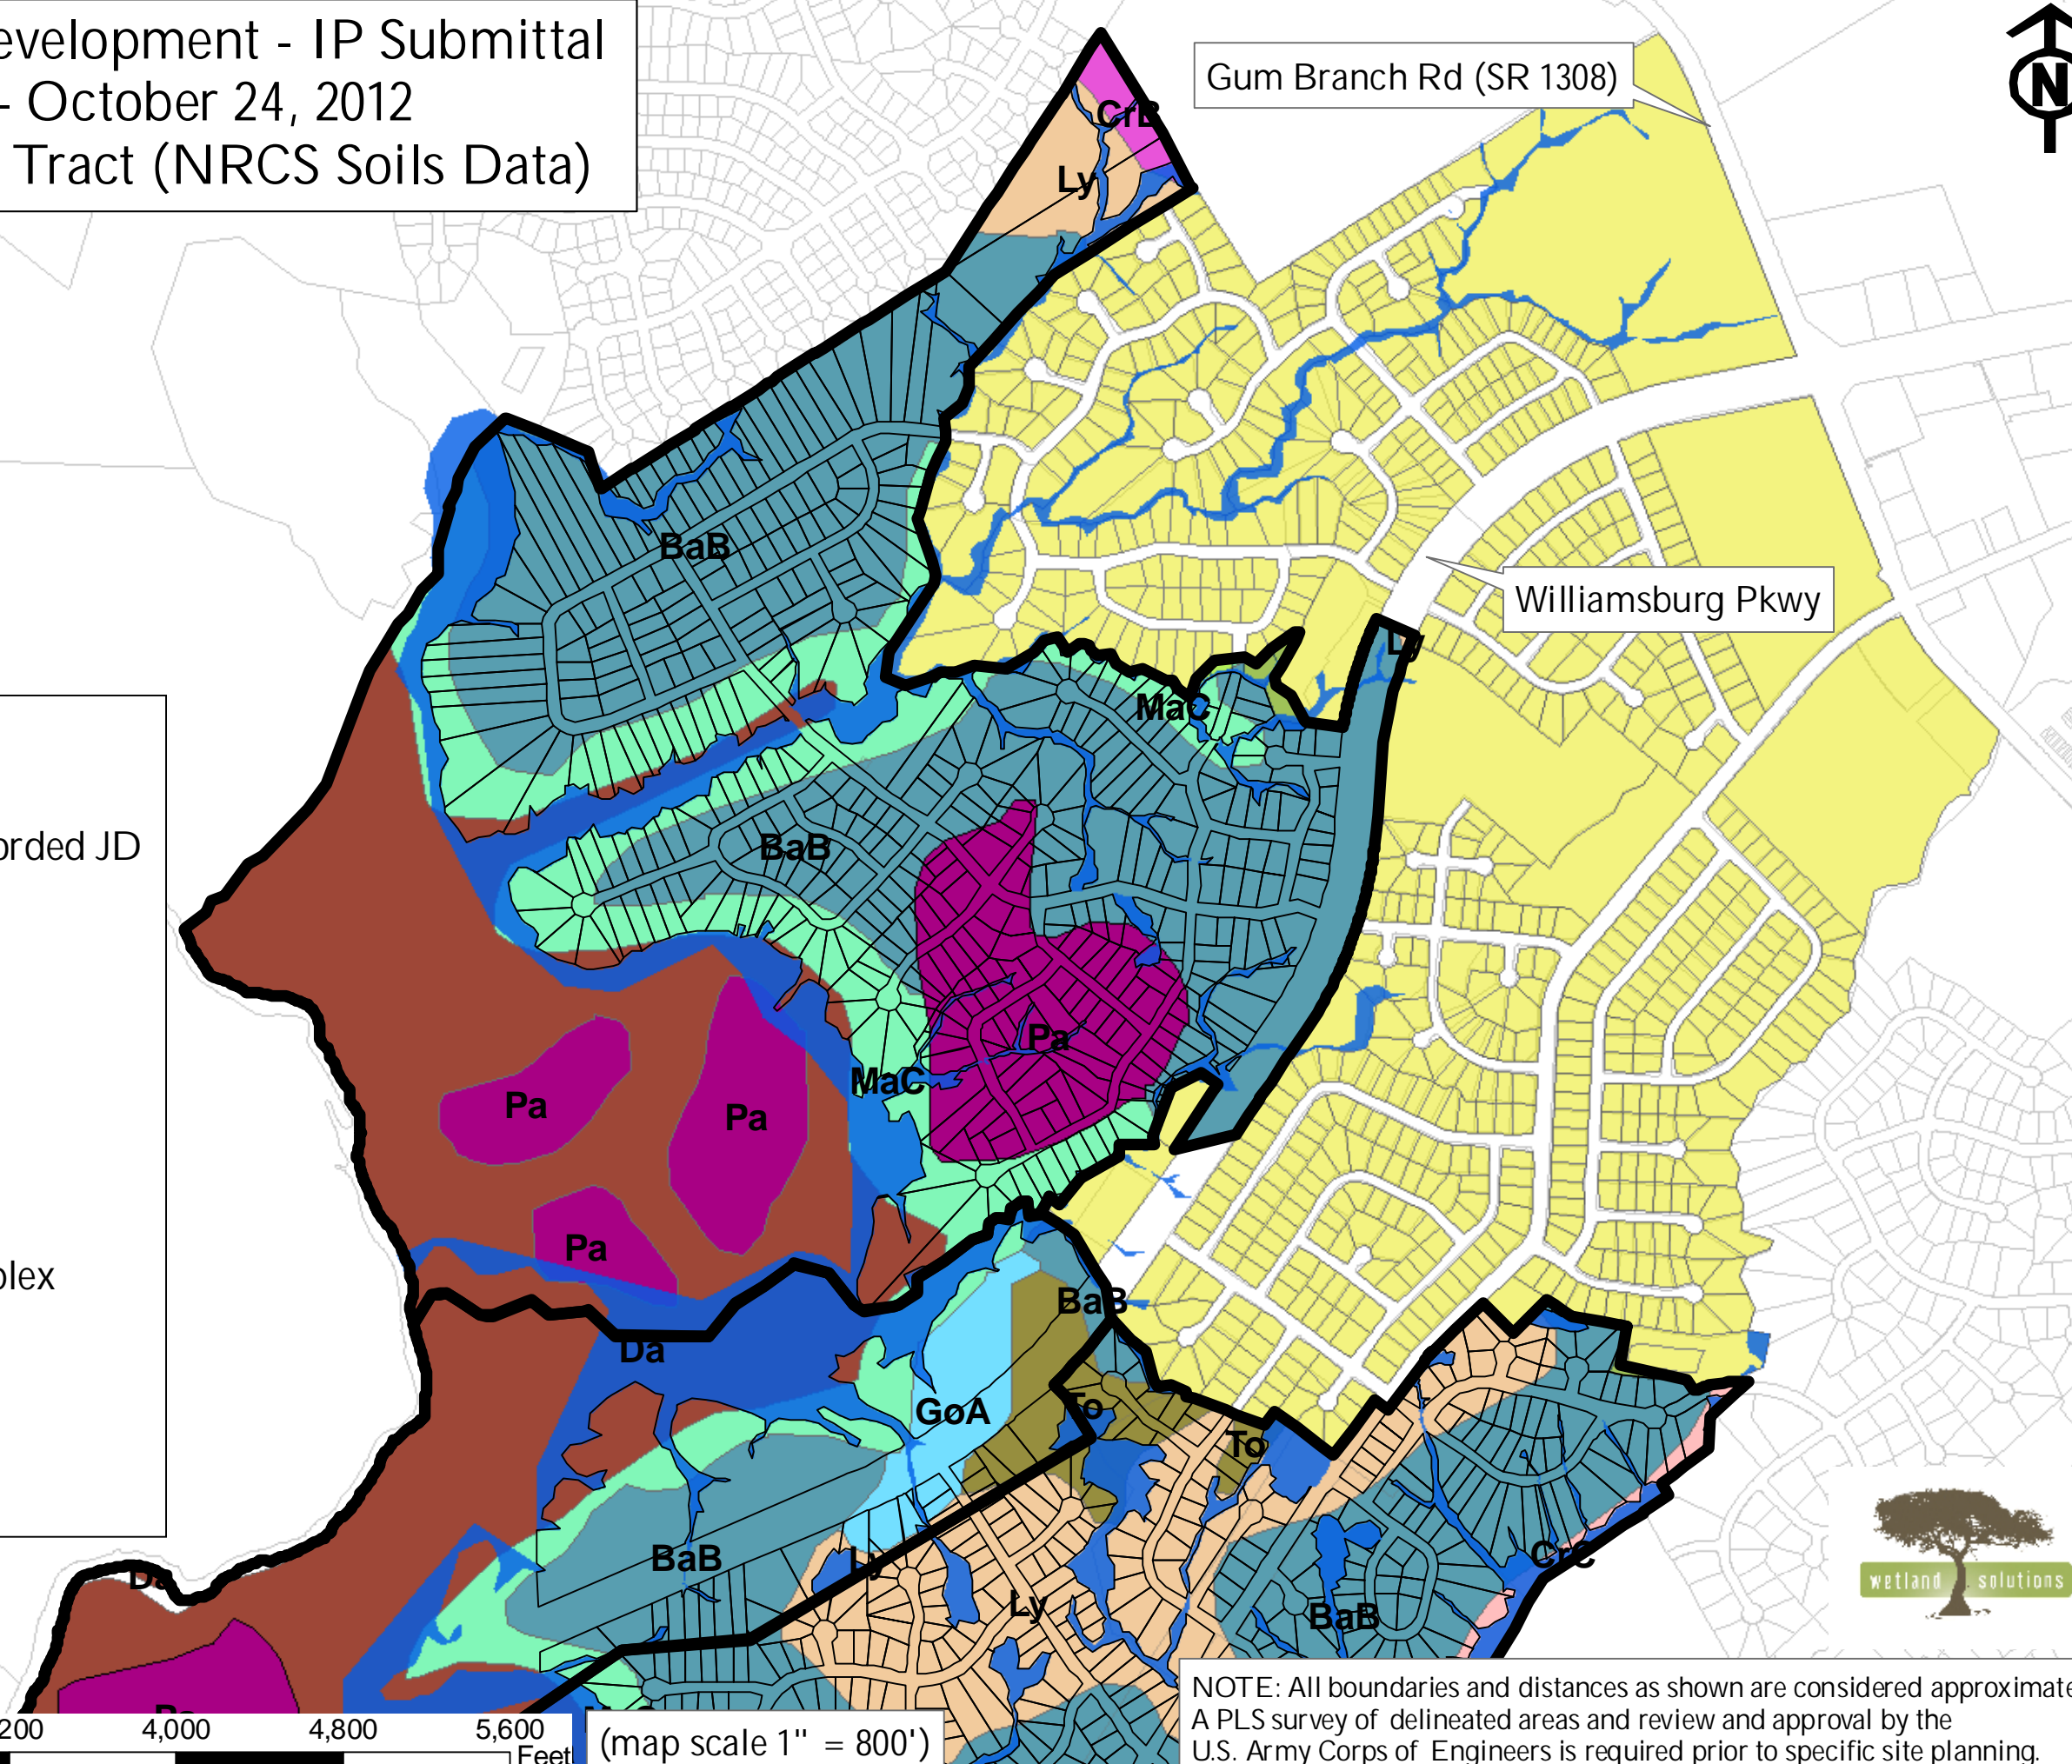 evelopment - IP Submittal
- October 24, 2012
Tract (NRCS Soils Data)
Gum Branch Rd (SR 1308)
N
CrB
Ly
BaB
Williamsburg Pkwy
Ly
MaC
orded JD
BaB
Pa
MaC
Pa
Pa
Pa
plex
BaB
Da
GoA
To
To
BaB
Ly
CrC
Da
Ly
BaB
wetland solutions
200 4,000 4,800 5,600
Feet
(map scale 1" = 800')
NOTE: All boundaries and distances as shown are considered approximate
A PLS survey of delineated areas and review and approval by the
U.S. Army Corps of Engineers is required prior to specific site planning.